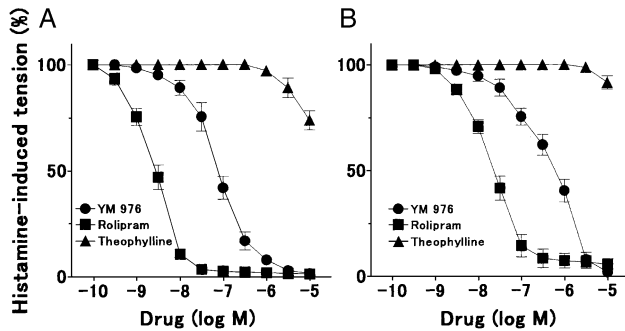 A
B
Histamine-induced tension (%)
100
50
0
YM 976
Rolipram
Theophylline
-10 -9 -8 -7 -6 -5
Drug (log M)
100
50
0
YM 976
Rolipram
Theophylline
-10 -9 -8 -7 -6 -5
Drug (log M)